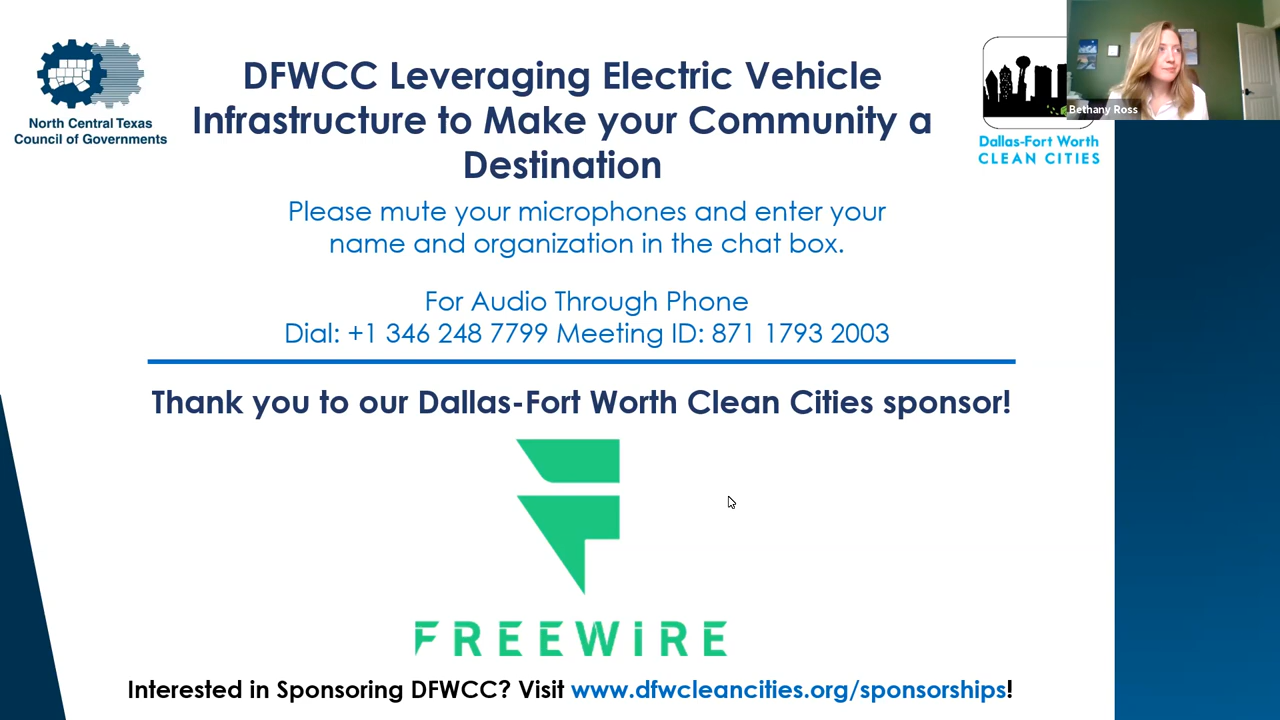 North Central Texas
Council of Governments
DFWCC Leveraging Electric Vehicle
Infrastructure to Make your Community a
Destination
Bethany Ross
Dallas-Fort Worth
CLEAN CITIES
Please mute your microphones and enter your
name and organization in the chat box.
For Audio Through Phone
Dial: +1 346 248 7799 Meeting ID: 871 1793 2003
Thank you to our Dallas-Fort Worth Clean Cities sponsor!
FREEWiRE
Interested in Sponsoring DFWCC? Visit www.dfwcleancities.org/sponsorships!